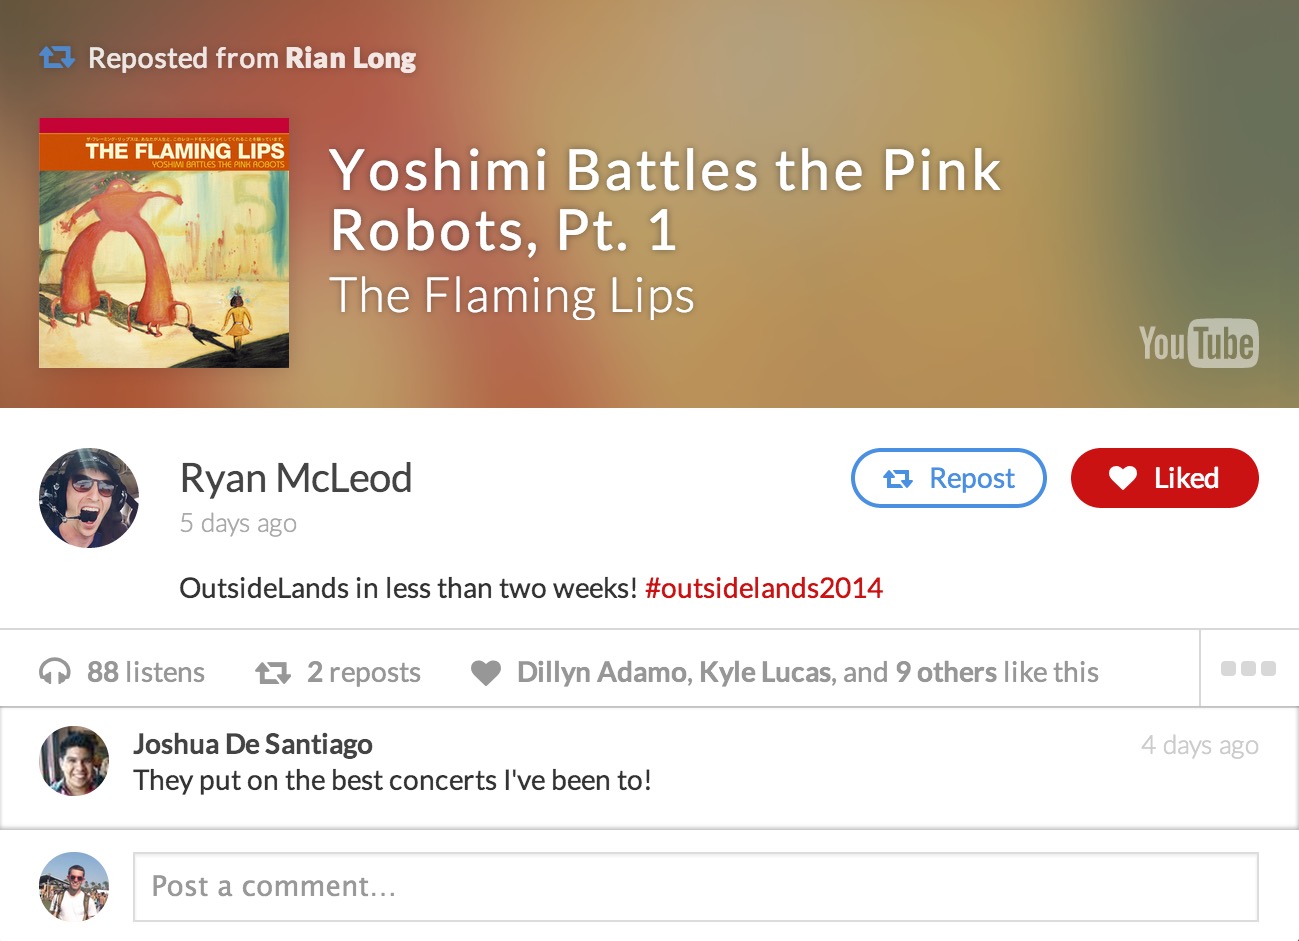 Reposted from Rian Long
THE FLAMING LIPS
YOSHIMI BATTLES THE PINK ROBOTS
Yoshimi Battles the Pink
Robots, Pt. 1
The Flaming Lips
YouTube
Ryan McLeod
5 days ago
Repost
Liked
OutsideLands in less than two weeks! #outsidelands2014
88 listens
2 reposts
Dillyn Adamo, Kyle Lucas, and 9 others like this
Joshua De Santiago
4 days ago
They put on the best concerts I've been to!
Post a comment...